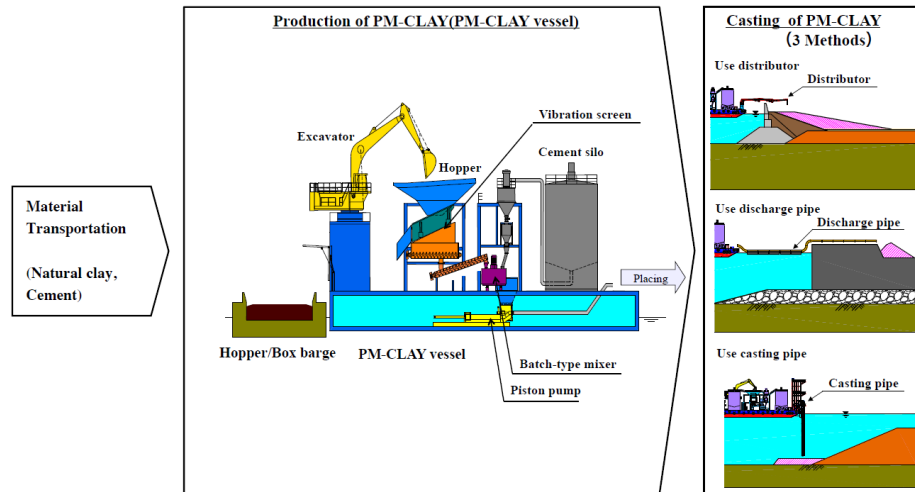 Material
Transportation
(Natural clay,
Cement)
Production of PM-CLAY(PM-CLAY vessel)
Excavator
Vibration screen
Hopper
Cement silo
Placing
Hopper/Box barge
PM-CLAY vessel
Batch-type mixer
Piston pump
Casting of PM-CLAY
(3 Methods)
Use distributor
Distributor
Use discharge pipe
Discharge pipe
Use casting pipe
Casting pipe